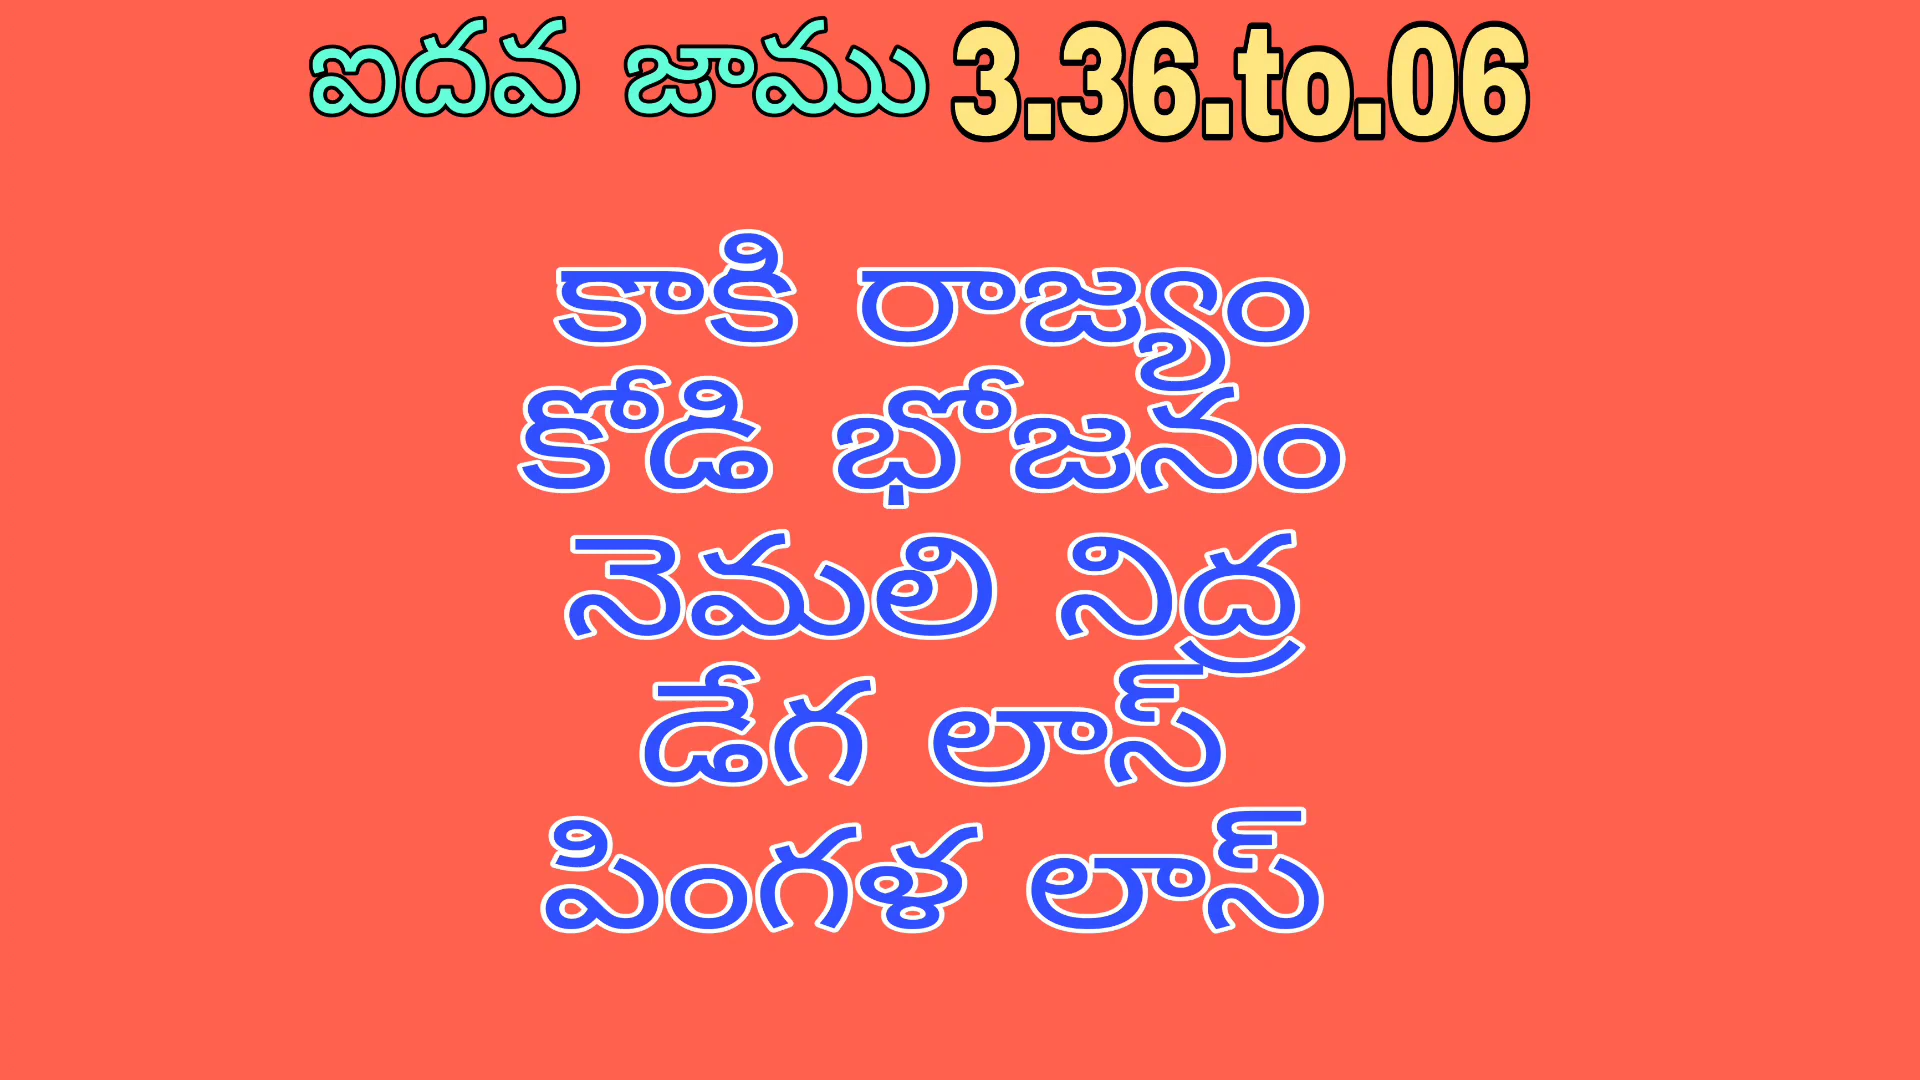 ఐదవ జాము 3.36.to.06
కాకి రాజ్యం
కోడి భోజనం
నెమలి నిద్ర
డేగ లాస్
పింగళ లాస్